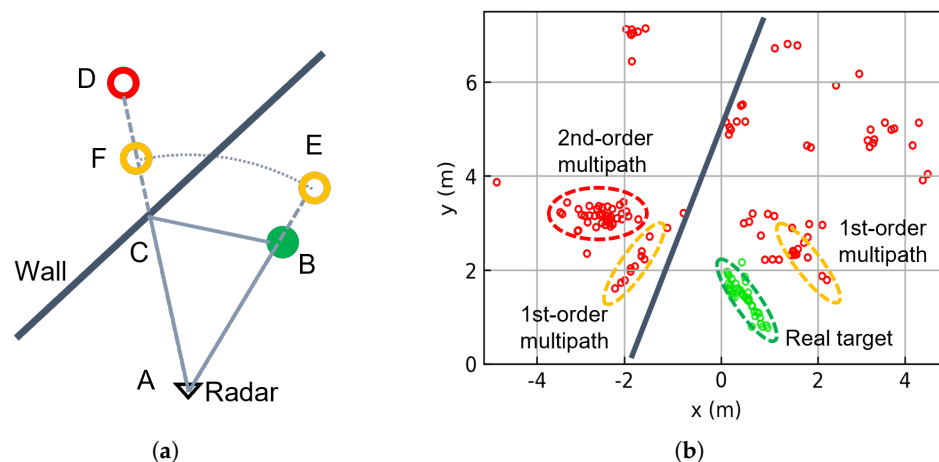 D
F
E
C
B
Wall
A
Radar
(a)
y (m)
6
4
2
0
2nd-order
multipath
1st-order
multipath
1st-order
multipath
Real target
-4
-2
0
2
4
x (m)
(b)